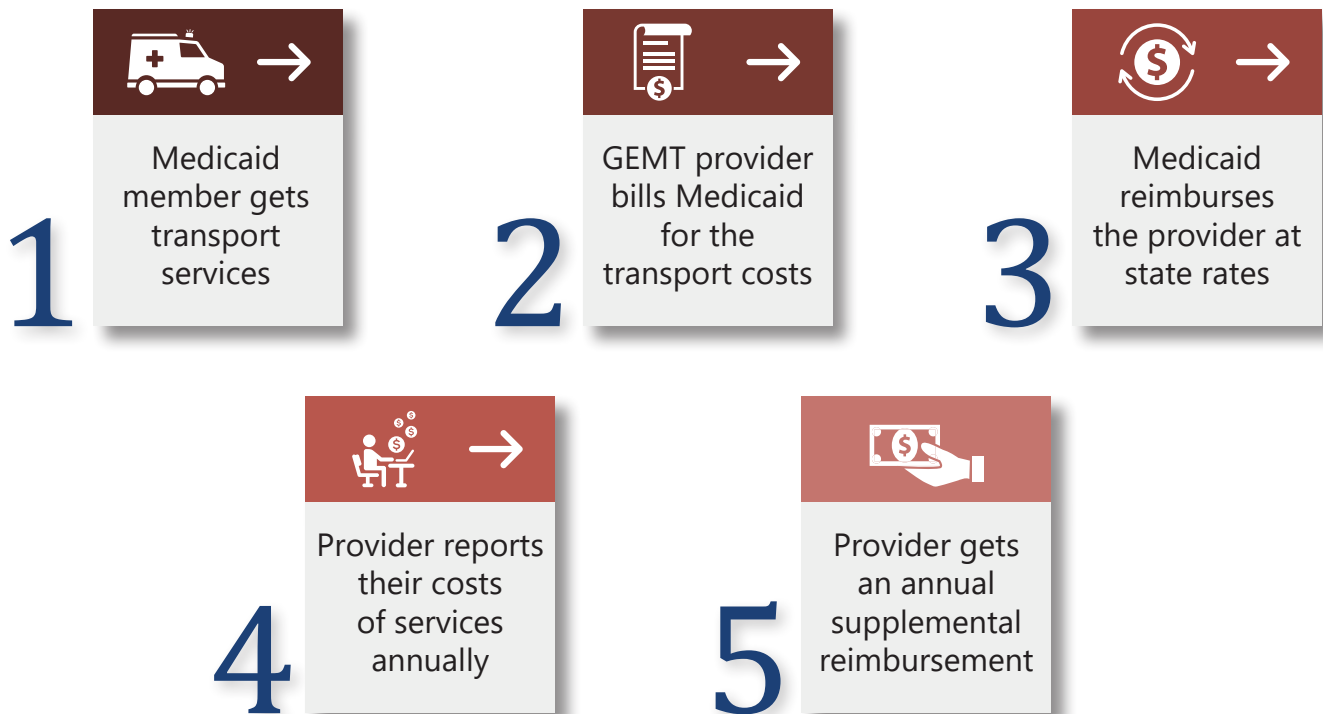 1
Medicaid
member gets
transport
services
2
GEMT provider
bills Medicaid
for the
transport costs
3
Medicaid
reimburses
the provider at
state rates
4
Provider reports
their costs
of services
annually
5
Provider gets
an annual
supplemental
reimbursement